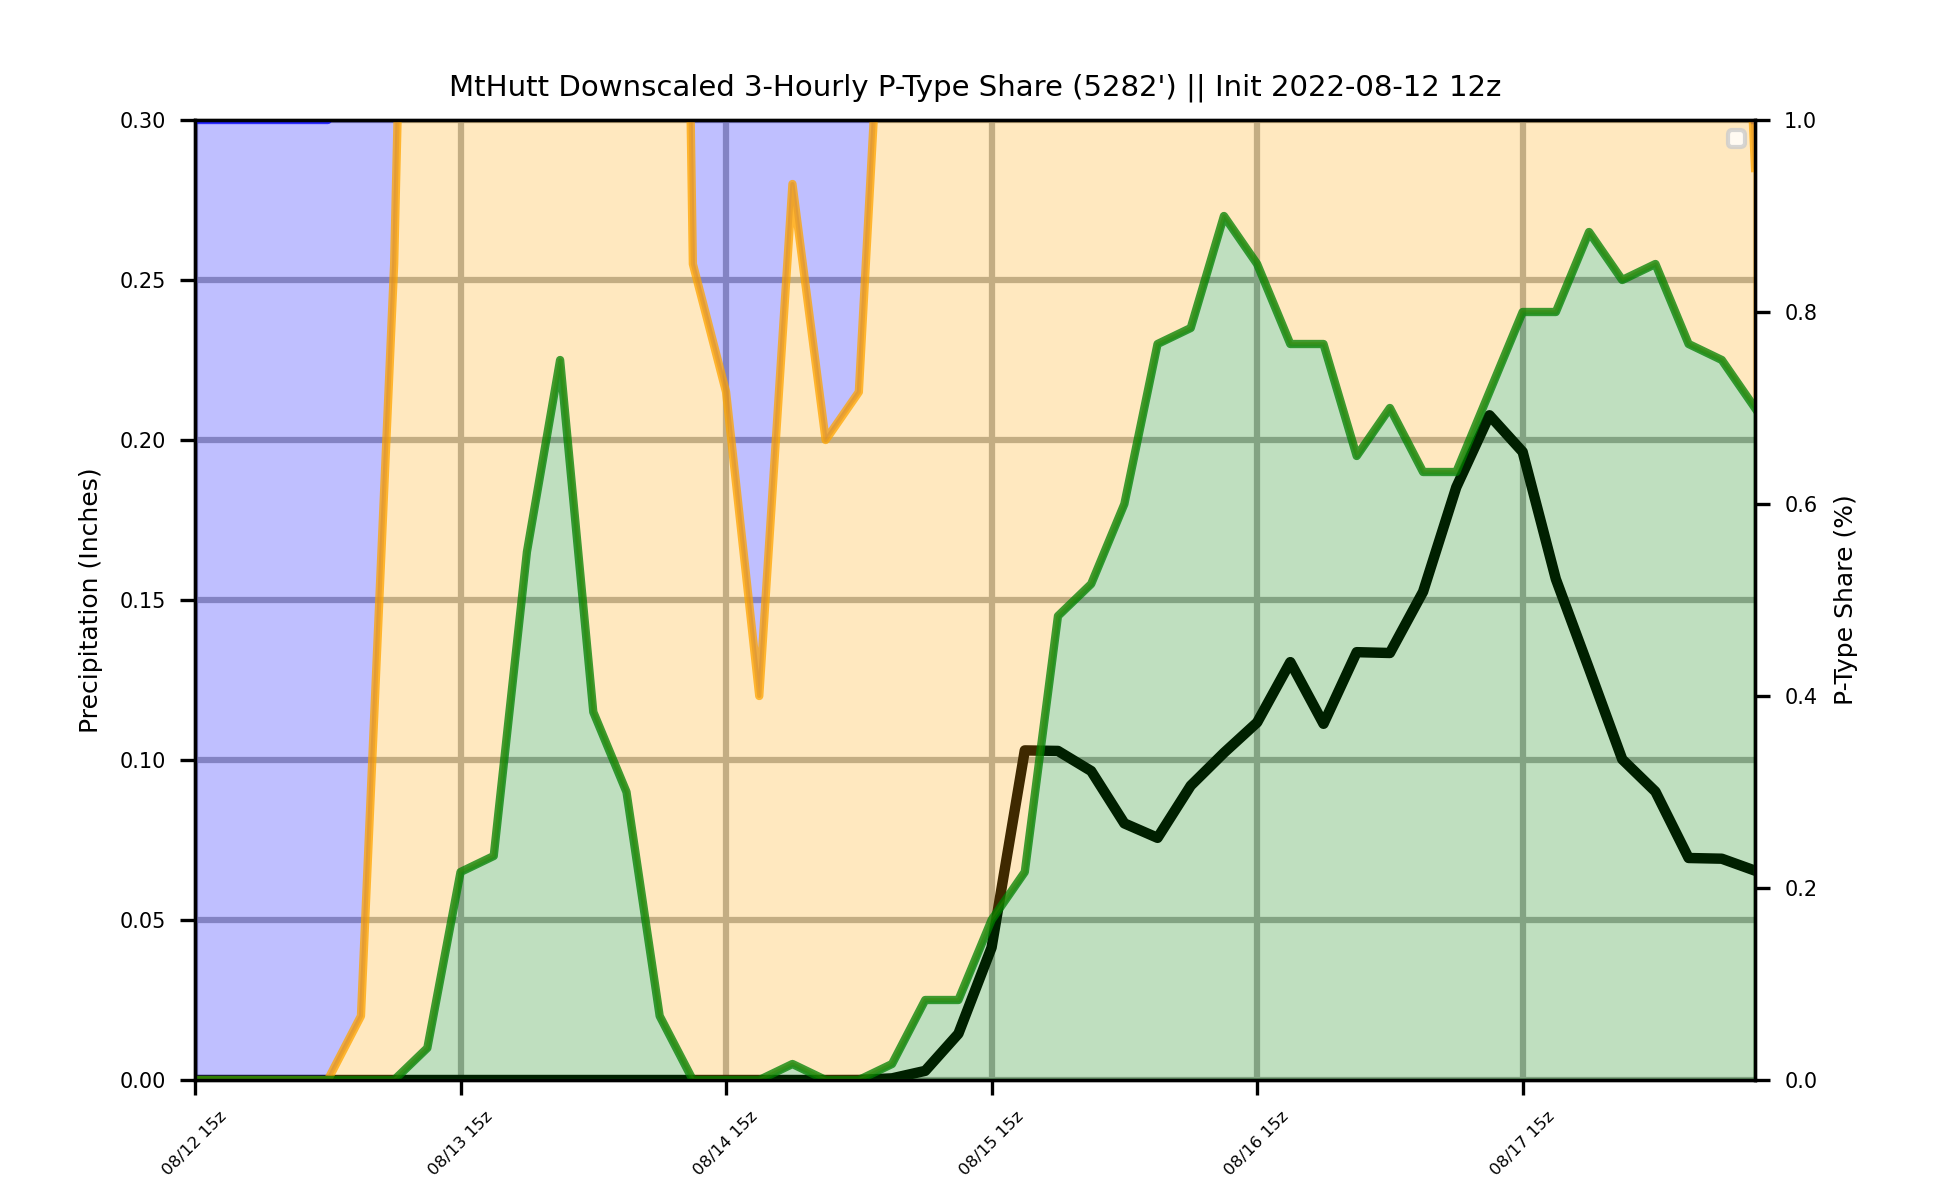 MtHutt Downscaled 3-Hourly P-Type Share (5282') || Init 2022-08-12 12z
0.30
0.25
0.20
0.15
0.10
0.05
0.00
Precipitation (Inches)
1.0
0.8
0.6
0.4
0.2
0.0
P-Type Share (%)
08/12 15z
08/13 15z
08/14 15z
08/15 15z
08/16 15z
08/17 15z